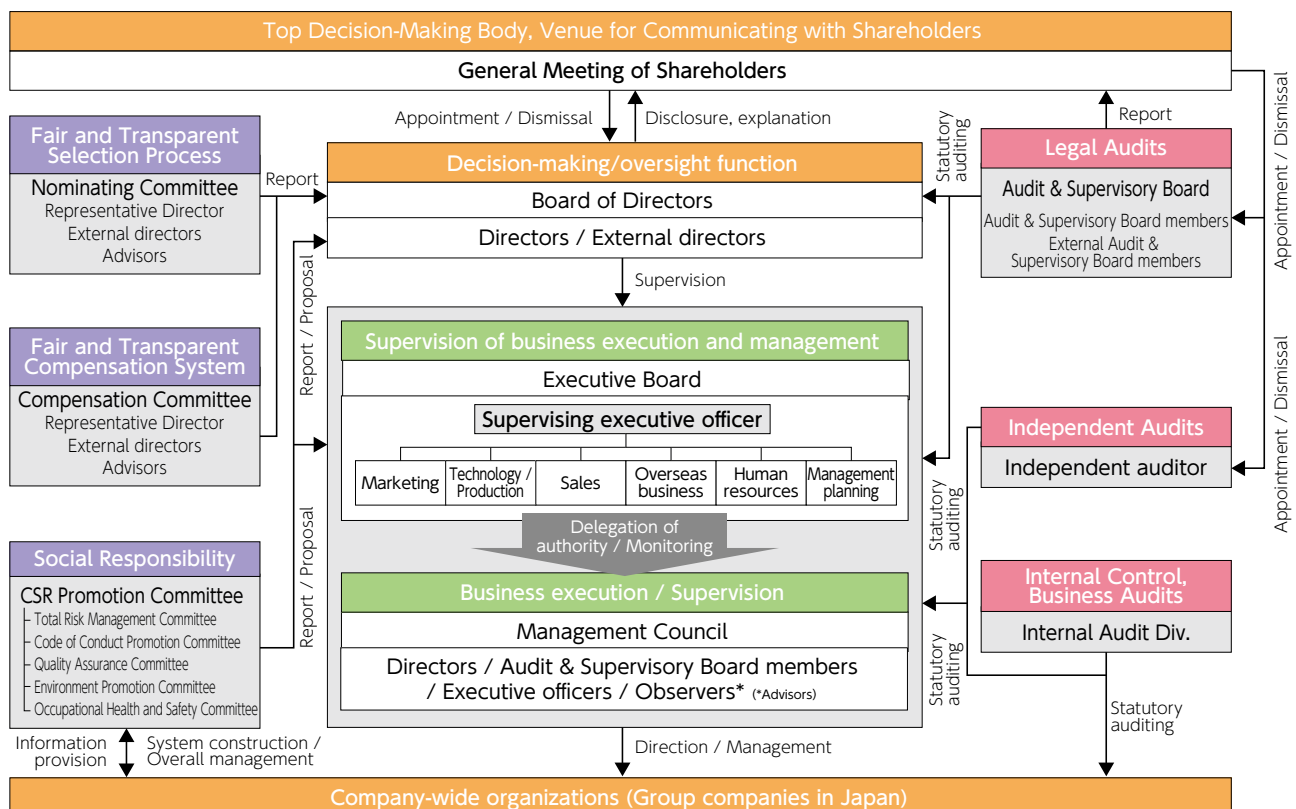 Top Decision-Making Body, Venue for Communicating with Shareholders
General Meeting of Shareholders
Appointment / Dismissal
Disclosure, explanation
Report
Appointment / Dismissal
Fair and Transparent
Selection Process
Nominating Committee
Representative Director
External directors
Advisors
Report
Decision-making/oversight function
Board of Directors
Directors / External directors
Statutory
auditing
Legal Audits
Audit & Supervisory Board
Audit & Supervisory Board members
External Audit &
Supervisory Board members
Supervision
Report / Proposal
Fair and Transparent
Compensation System
Compensation Committee
Representative Director
External directors
Advisors
Supervision of business execution and management
Executive Board
Supervising executive officer
Marketing
Technology /
Production
Sales
Overseas
business
Human
resources
Management
planning
Appointment / Dismissal
Independent Audits
Independent auditor
Statutory
auditing
Delegation of
authority / Monitoring
Social Responsibility
CSR Promotion Committee
Total Risk Management Committee
Code of Conduct Promotion Committee
Quality Assurance Committee
Environment Promotion Committee
Occupational Health and Safety Committee
Report / Proposal
Business execution / Supervision
Management Council
Directors / Audit & Supervisory Board members
/ Executive officers / Observers* (*Advisors)
Statutory
auditing
Internal Control,
Business Audits
Internal Audit Div.
Statutory
auditing
Information
provision
System construction /
Overall management
Direction / Management
Company-wide organizations (Group companies in Japan)